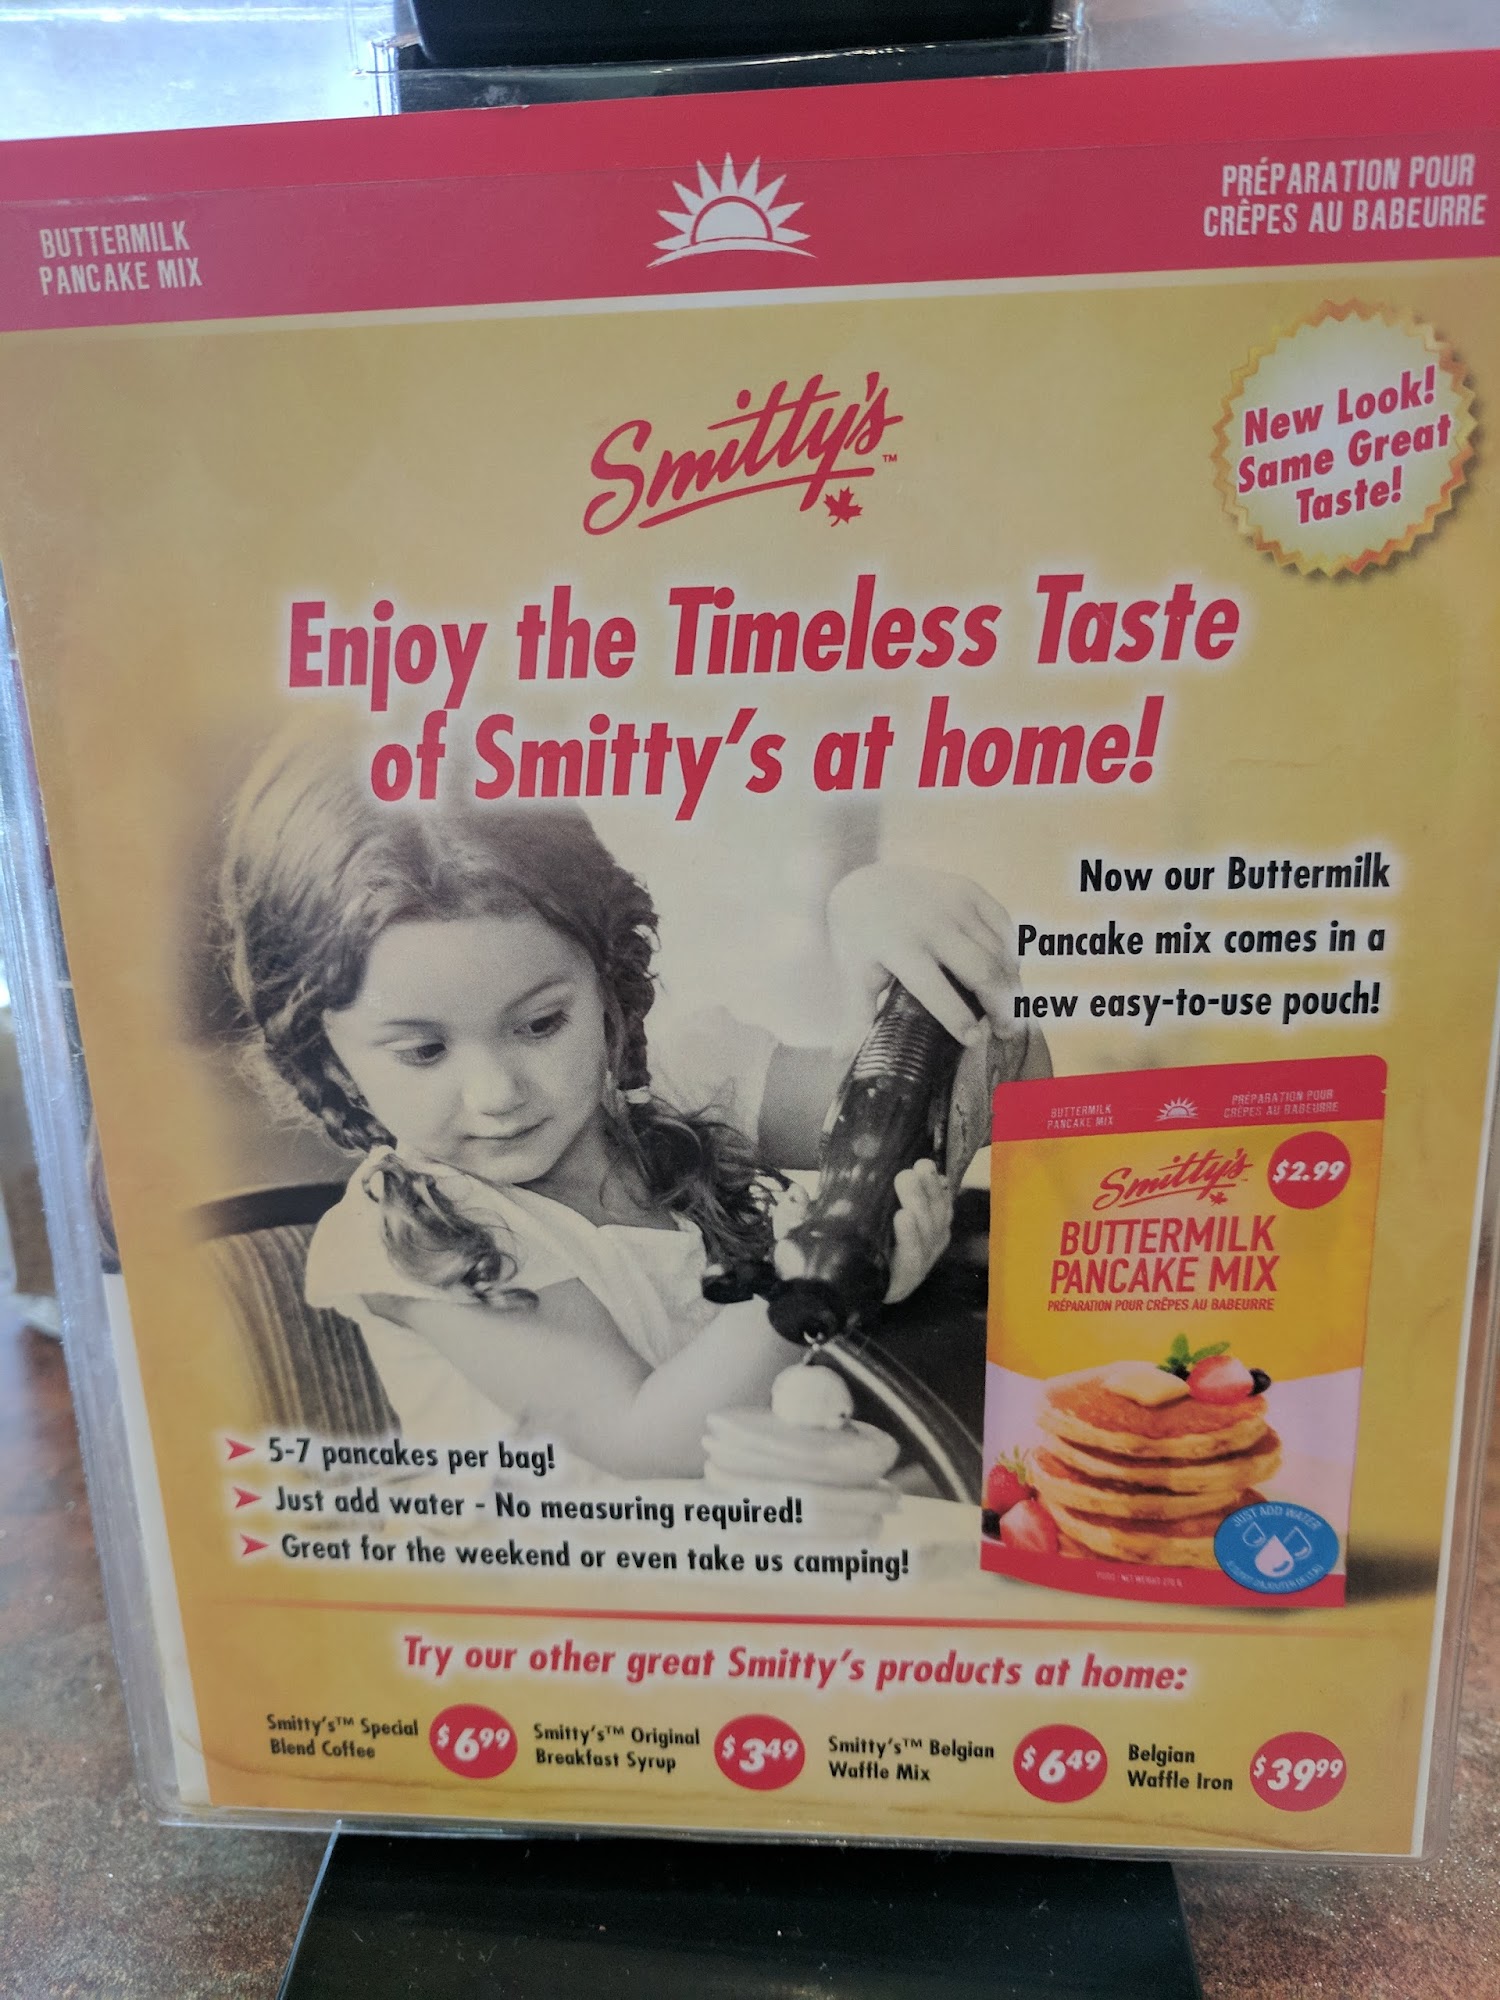 BUTTERMILK
PANCAKE MIX
PRÉPARATION POUR
CRÊPES AU BABEURRE
New Look!
Same Great
Taste!
Smitty's™
Enjoy the Timeless Taste
of Smitty's at home!
Now our Buttermilk
Pancake mix comes in a
new easy-to-use pouch!
BUTTERMILK
PANCAKE MIX
PRÉPARATION POUR
CRÊPES AU BABEURRE
Smitty's
$2.99
BUTTERMILK
PANCAKE MIX
PRÉPARATION POUR CRÊPES AU BABEURRE
JUST ADD WATER
➤ 5-7 pancakes per bag!
➤ Just add water - No measuring required!
➤ Great for the weekend or even take us camping!
Try our other great Smitty's products at home:
Smitty's™ Special
Blend Coffee
$6.99
Smitty's™ Original
Breakfast Syrup
$3.49
Smitty's™ Belgian
Waffle Mix
$6.49
Belgian
Waffle Iron
$39.99